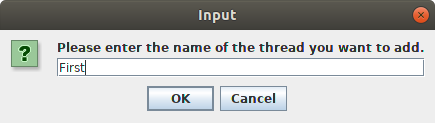 Input
Please enter the name of the thread you want to add.
?
First
OK Cancel